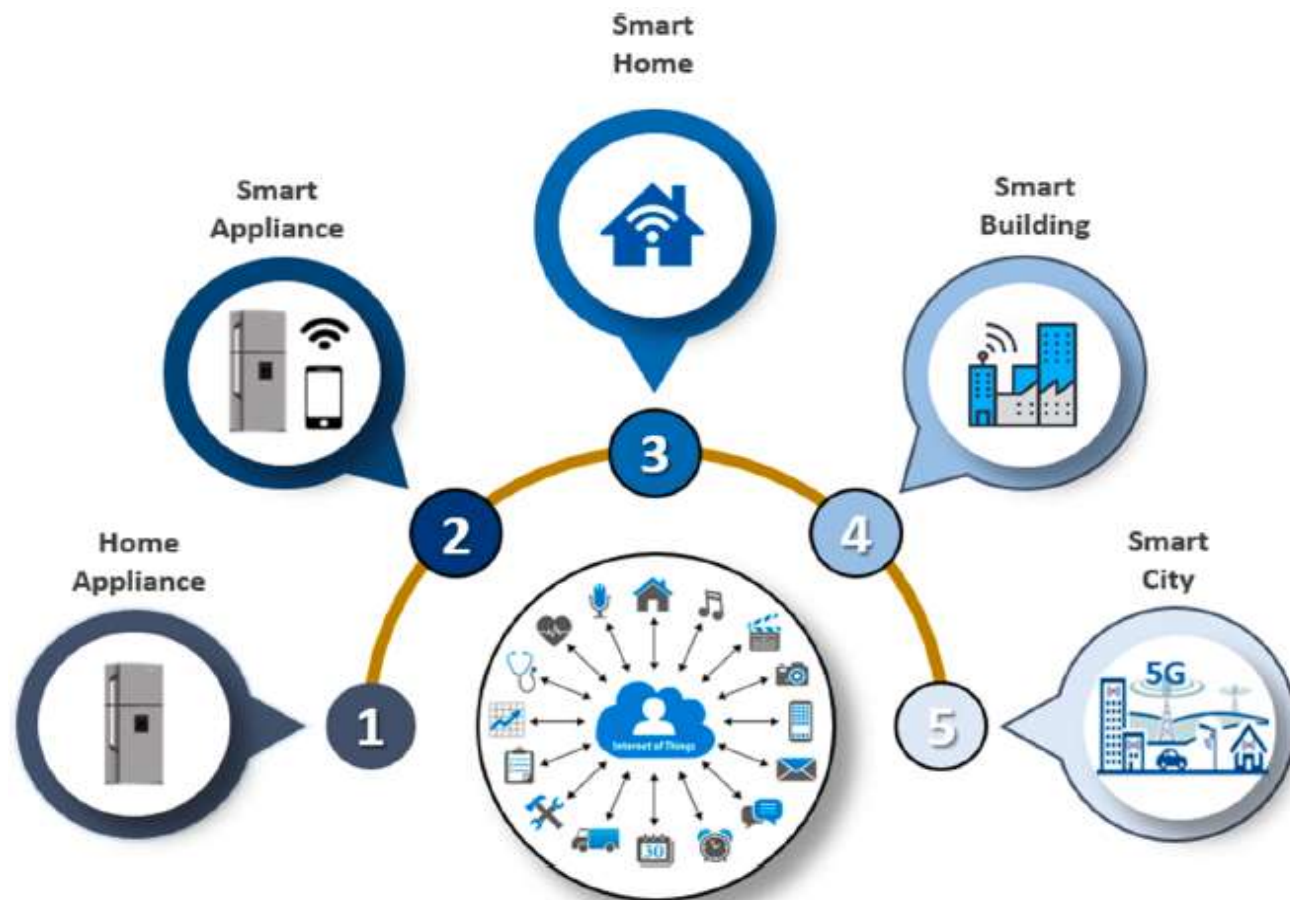 Smart
Home
Smart
Appliance
Smart
Building
3
2
4
Home
Appliance
Smart
City
5G
1
5
Internet of Things
30